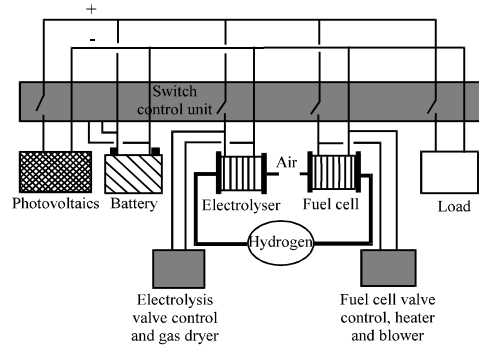 +
-
Switch
control unit
Air
Photovoltaics
Battery
Electrolyser
Fuel cell
Load
Hydrogen
Electrolysis
valve control
and gas dryer
Fuel cell valve
control, heater
and blower